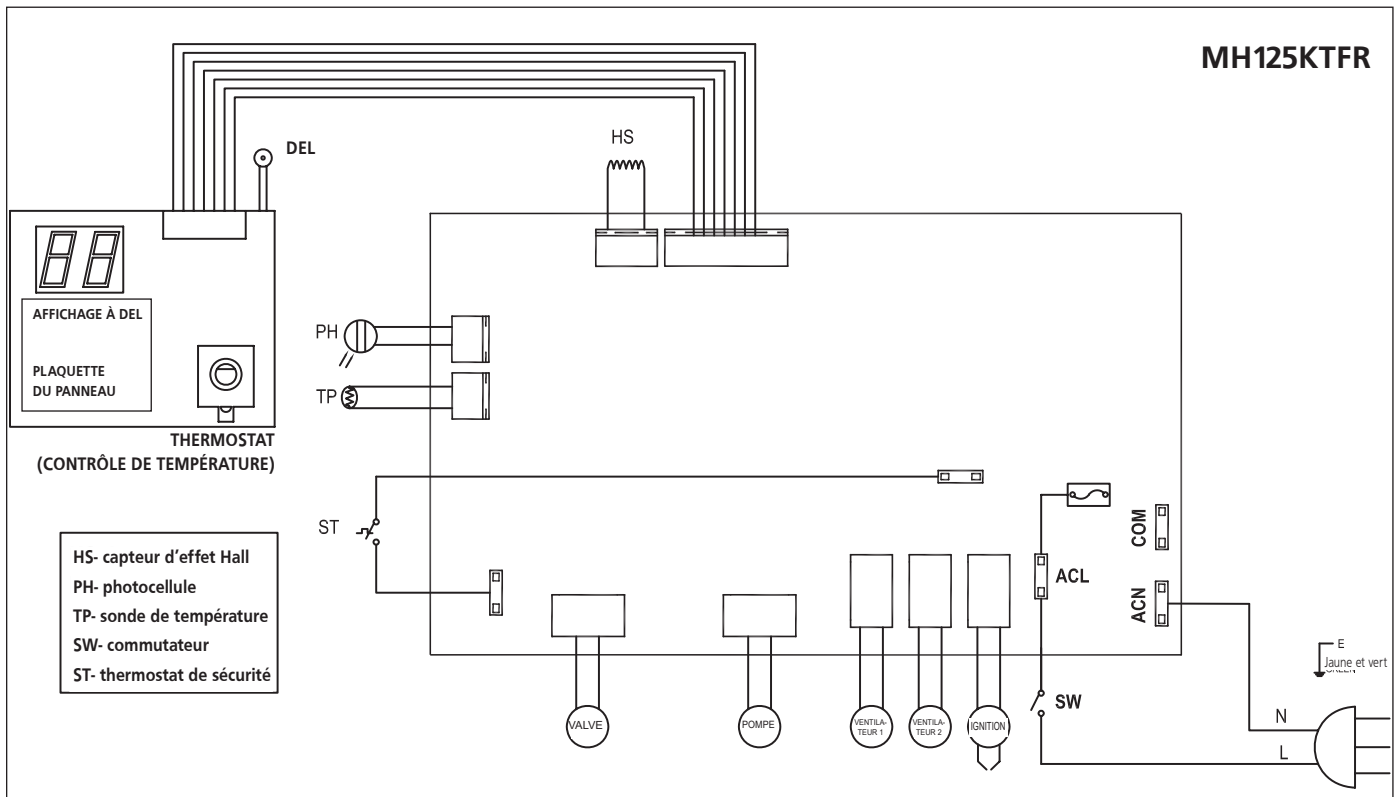 MH125KTFR
DEL
HS
88
AFFICHAGE À DEL
PLAQUETTE
DU PANNEAU
THERMOSTAT
(CONTRÔLE DE TEMPÉRATURE)
PH
TP
ST
HS- capteur d'effet Hall
PH- photocellule
TP- sonde de température
SW- commutateur
ST- thermostat de sécurité
COM
ACL
ACN
SW
VALVE
POMPE
VENTILA-
TEUR 1
VENTILA-
TEUR 2
IGNITION
E
Jaune et vert
N
L